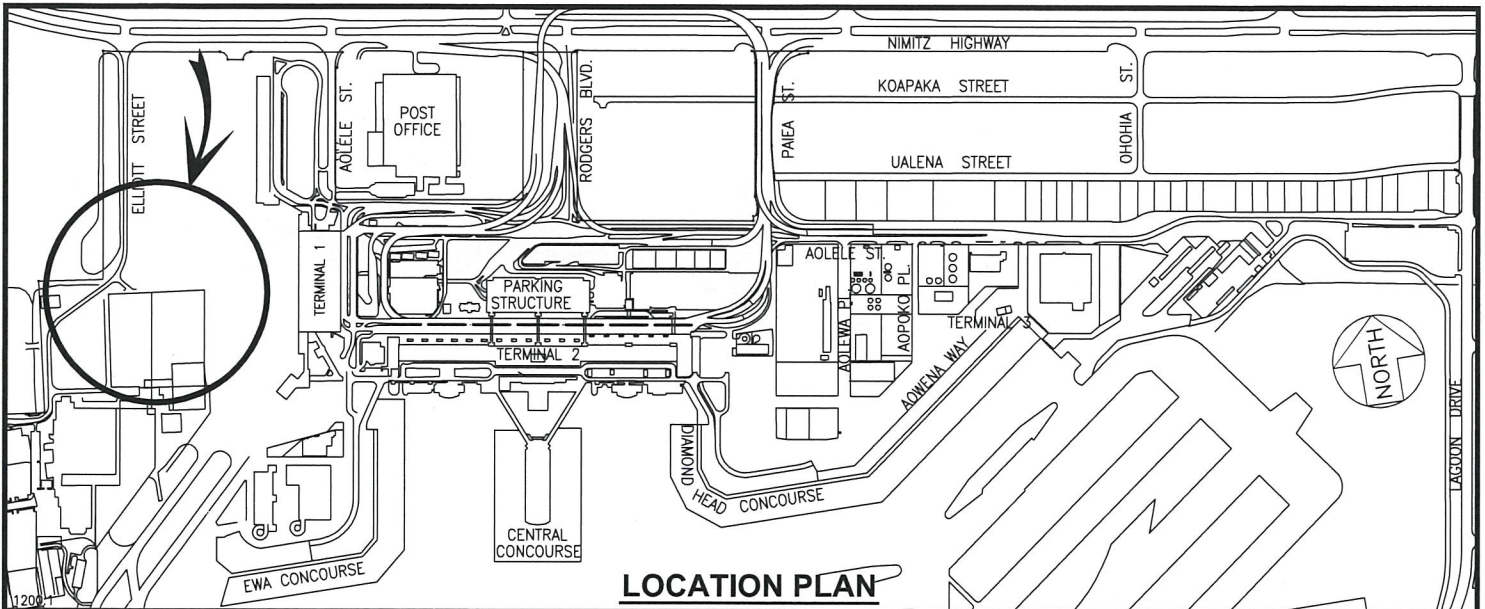 NIMITZ HIGHWAY
KOAPAKA STREET
UALENA STREET
ELLIOTT STREET
AOLELE ST.
POST
OFFICE
RODGERS BLVD.
PAIEA ST.
OHOHIA ST.
TERMINAL 1
PARKING
STRUCTURE
TERMINAL 2
AOLELE ST.
AOLEWA PL.
AOPOKO PL.
TERMINAL 3
AOWENA WAY
NORTH
LAGOON DRIVE
DIAMOND HEAD CONCOURSE
CENTRAL
CONCOURSE
EWA CONCOURSE
LOCATION PLAN